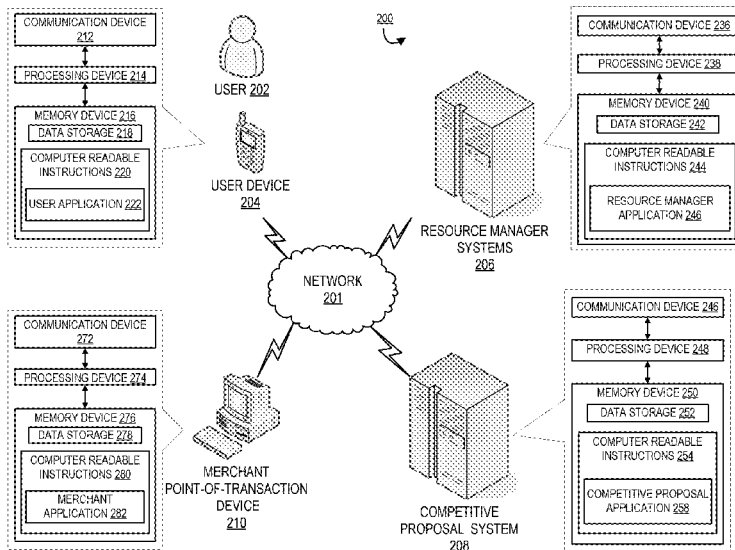 COMMUNICATION DEVICE
212
PROCESSING DEVICE 214
MEMORY DEVICE 216
DATA STORAGE 218
COMPUTER READABLE
INSTRUCTIONS 220
USER APPLICATION 222
USER 202
USER DEVICE
204
200
RESOURCE MANAGER
SYSTEMS
206
COMMUNICATION DEVICE 236
PROCESSING DEVICE 238
MEMORY DEVICE 240
DATA STORAGE 242
COMPUTER READABLE
INSTRUCTIONS 244
RESOURCE MANAGER
APPLICATION 246
NETWORK
201
COMMUNICATION DEVICE
272
PROCESSING DEVICE 274
MEMORY DEVICE 276
DATA STORAGE 278
COMPUTER READABLE
INSTRUCTIONS 280
MERCHANT
APPLICATION 282
MERCHANT
POINT-OF-TRANSACTION
DEVICE
210
COMPETITIVE
PROPOSAL SYSTEM
208
COMMUNICATION DEVICE 246
PROCESSING DEVICE 248
MEMORY DEVICE 250
DATA STORAGE 252
COMPUTER READABLE
INSTRUCTIONS 254
COMPETITIVE PROPOSAL
APPLICATION 258